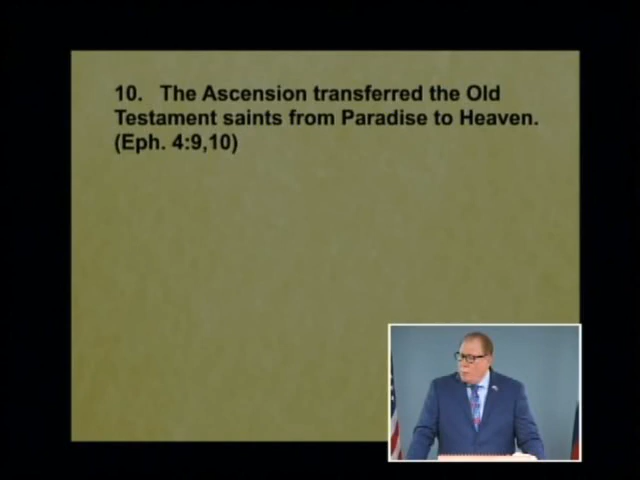 10. The Ascension transferred the Old
Testament saints from Paradise to Heaven.
(Eph. 4:9,10)